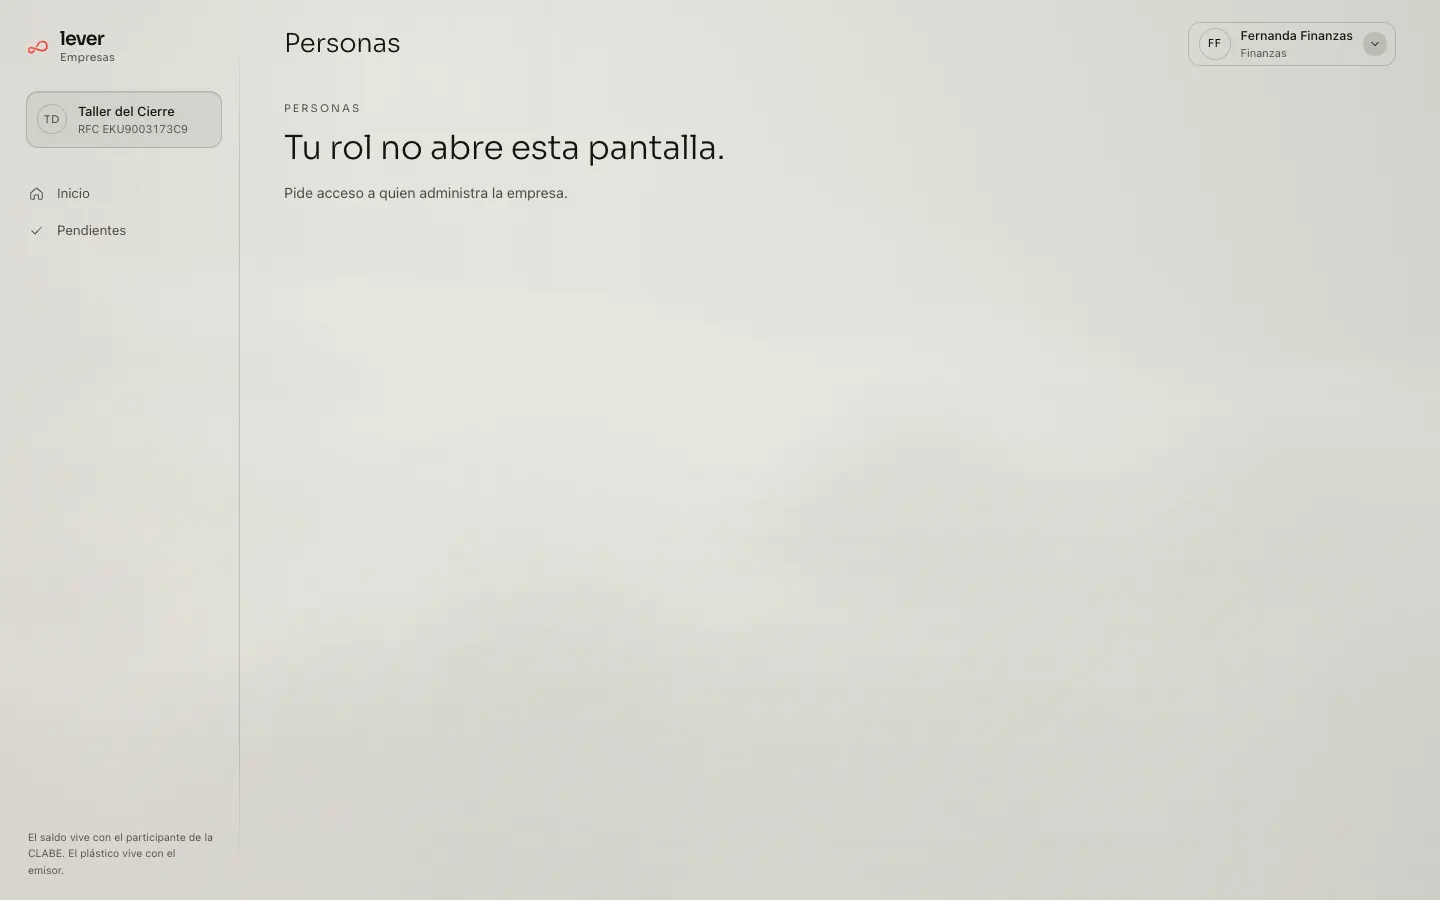 lever
Empresas
TD
Taller del Cierre
RFC EKU9003173C9
Inicio
Pendientes
El saldo vive con el participante de la
CLABE. El plástico vive con el
emisor.
Personas
FF
Fernanda Finanzas
Finanzas
PERSONAS
Tu rol no abre esta pantalla.
Pide acceso a quien administra la empresa.